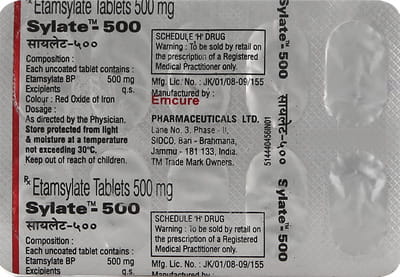 Rx Etamsylate Tablets 500 mg
Sylate™- 500
सायलेट-५००
Composition :
Each uncoated tablet contains :
Etamsylate BP 500 mg
Excipients q.s.
Colour : Red Oxide of Iron
Dosage :
As directed by the Physician.
Store protected from light
& moisture at a temperature
not exceeding 30°C.
Keep out of reach of children.
SCHEDULE 'H' DRUG
Warning : To be sold by retail on
the prescription of a Registered
Medical Practitioner only.
Mfg. Lic. No. : JK/01/08-09/155
Manufactured by :
Emcure
PHARMACEUTICALS LTD.
Lane No. 3, Phase - II,
SIDCO, Bari - Brahmana,
Jammu - 181 133, India.
TM Trade Mark Owners.
Sylate™- 500
सायलेट-५००
Rx Etamsylate Tablets 500 mg
Sylate™- 500
सायलेट-५००
Composition :
Each uncoated tablet contains :
Etamsylate BP 500 mg
SCHEDULE 'H' DRUG
Warning : To be sold by retail on
the prescription of a Registered
Medical Practitioner only.
Mfg. Lic. No. : JK/01/08-09/155
Manufactured by :
Sylate™- 500